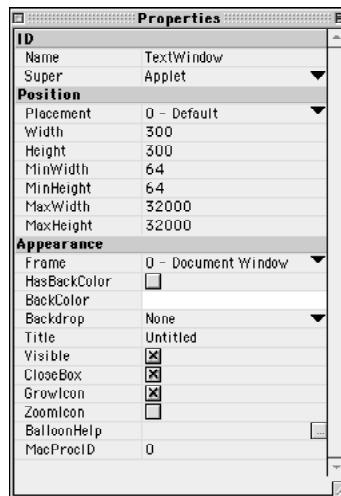 Properties
ID
Name TextWindow
Super Applet
Position
Placement 0 - Default
Width 300
Height 300
MinWidth 64
MinHeight 64
MaxWidth 32000
MaxHeight 32000
Appearance
Frame 0 - Document Window
HasBackColor
BackColor
Backdrop None
Title Untitled
Visible
CloseBox
GrowIcon
ZoomIcon
BalloonHelp ...
MacProcID 0